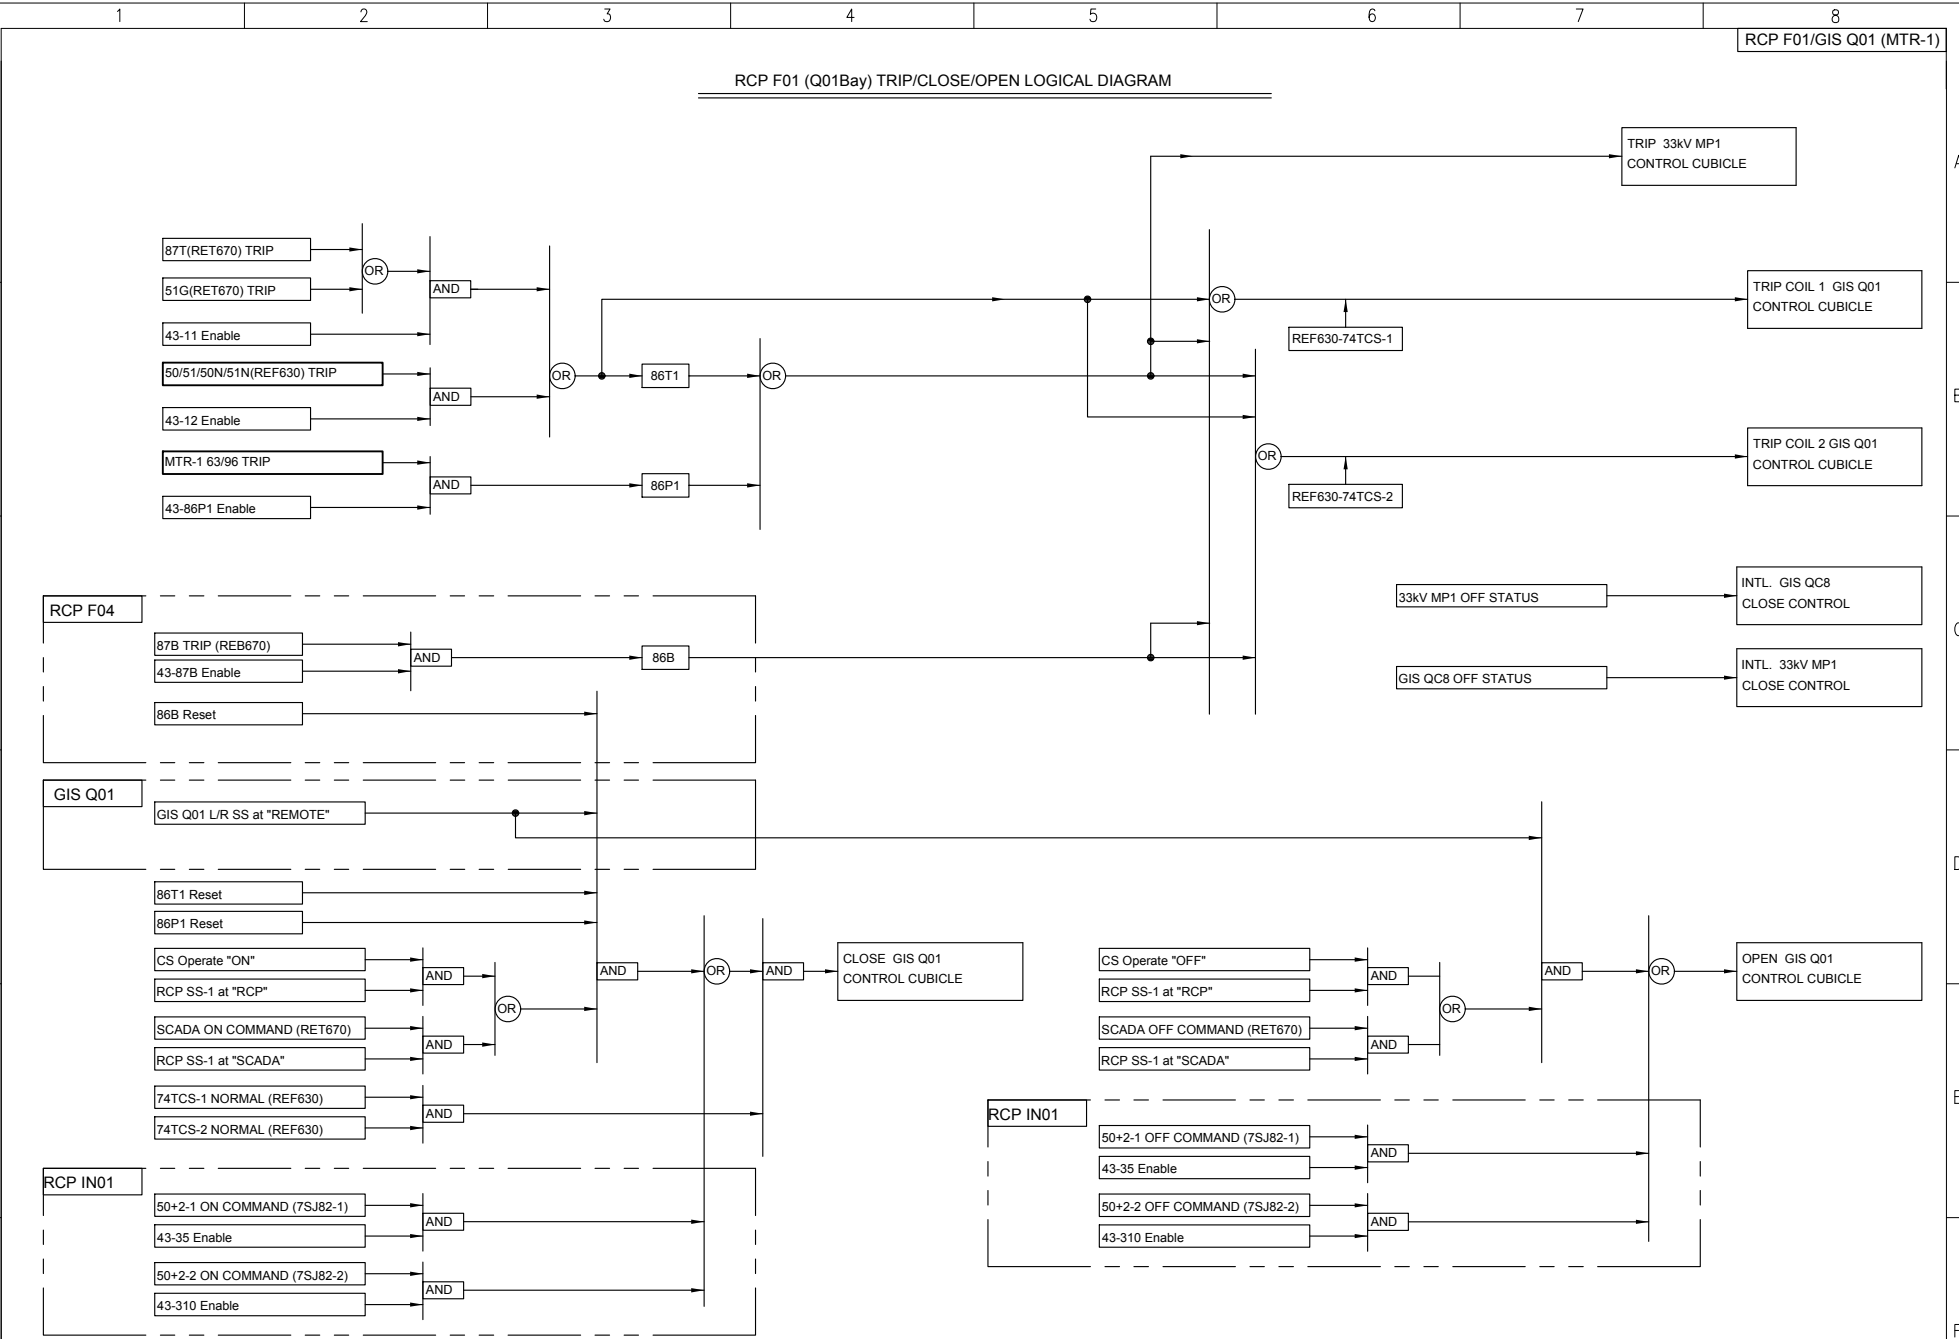 1 2 3 4 5 6 7 8
RCP F01/GIS Q01 (MTR-1)
RCP F01 (Q01Bay) TRIP/CLOSE/OPEN LOGICAL DIAGRAM
TRIP 33kV MP1
CONTROL CUBICLE
A
87T(RET670) TRIP
OR
51G(RET670) TRIP
AND
43-11 Enable
50/51/50N/51N(REF630) TRIP
AND
43-12 Enable
OR
86T1
OR
MTR-1 63/96 TRIP
AND
86P1
43-86P1 Enable
OR
REF630-74TCS-1
TRIP COIL 1 GIS Q01
CONTROL CUBICLE
B
OR
REF630-74TCS-2
TRIP COIL 2 GIS Q01
CONTROL CUBICLE
RCP F04
87B TRIP (REB670)
AND
86B
43-87B Enable
86B Reset
33kV MP1 OFF STATUS
INTL. GIS QC8
CLOSE CONTROL
C
GIS QC8 OFF STATUS
INTL. 33kV MP1
CLOSE CONTROL
GIS Q01
GIS Q01 L/R SS at "REMOTE"
D
86T1 Reset
86P1 Reset
CS Operate "ON"
AND
RCP SS-1 at "RCP"
OR
SCADA ON COMMAND (RET670)
AND
RCP SS-1 at "SCADA"
AND
OR
AND
CLOSE GIS Q01
CONTROL CUBICLE
74TCS-1 NORMAL (REF630)
AND
74TCS-2 NORMAL (REF630)
CS Operate "OFF"
AND
RCP SS-1 at "RCP"
OR
SCADA OFF COMMAND (RET670)
AND
RCP SS-1 at "SCADA"
AND
OR
OPEN GIS Q01
CONTROL CUBICLE
E
RCP IN01
50+2-1 ON COMMAND (7SJ82-1)
AND
43-35 Enable
50+2-2 ON COMMAND (7SJ82-2)
AND
43-310 Enable
RCP IN01
50+2-1 OFF COMMAND (7SJ82-1)
AND
43-35 Enable
50+2-2 OFF COMMAND (7SJ82-2)
AND
43-310 Enable
F